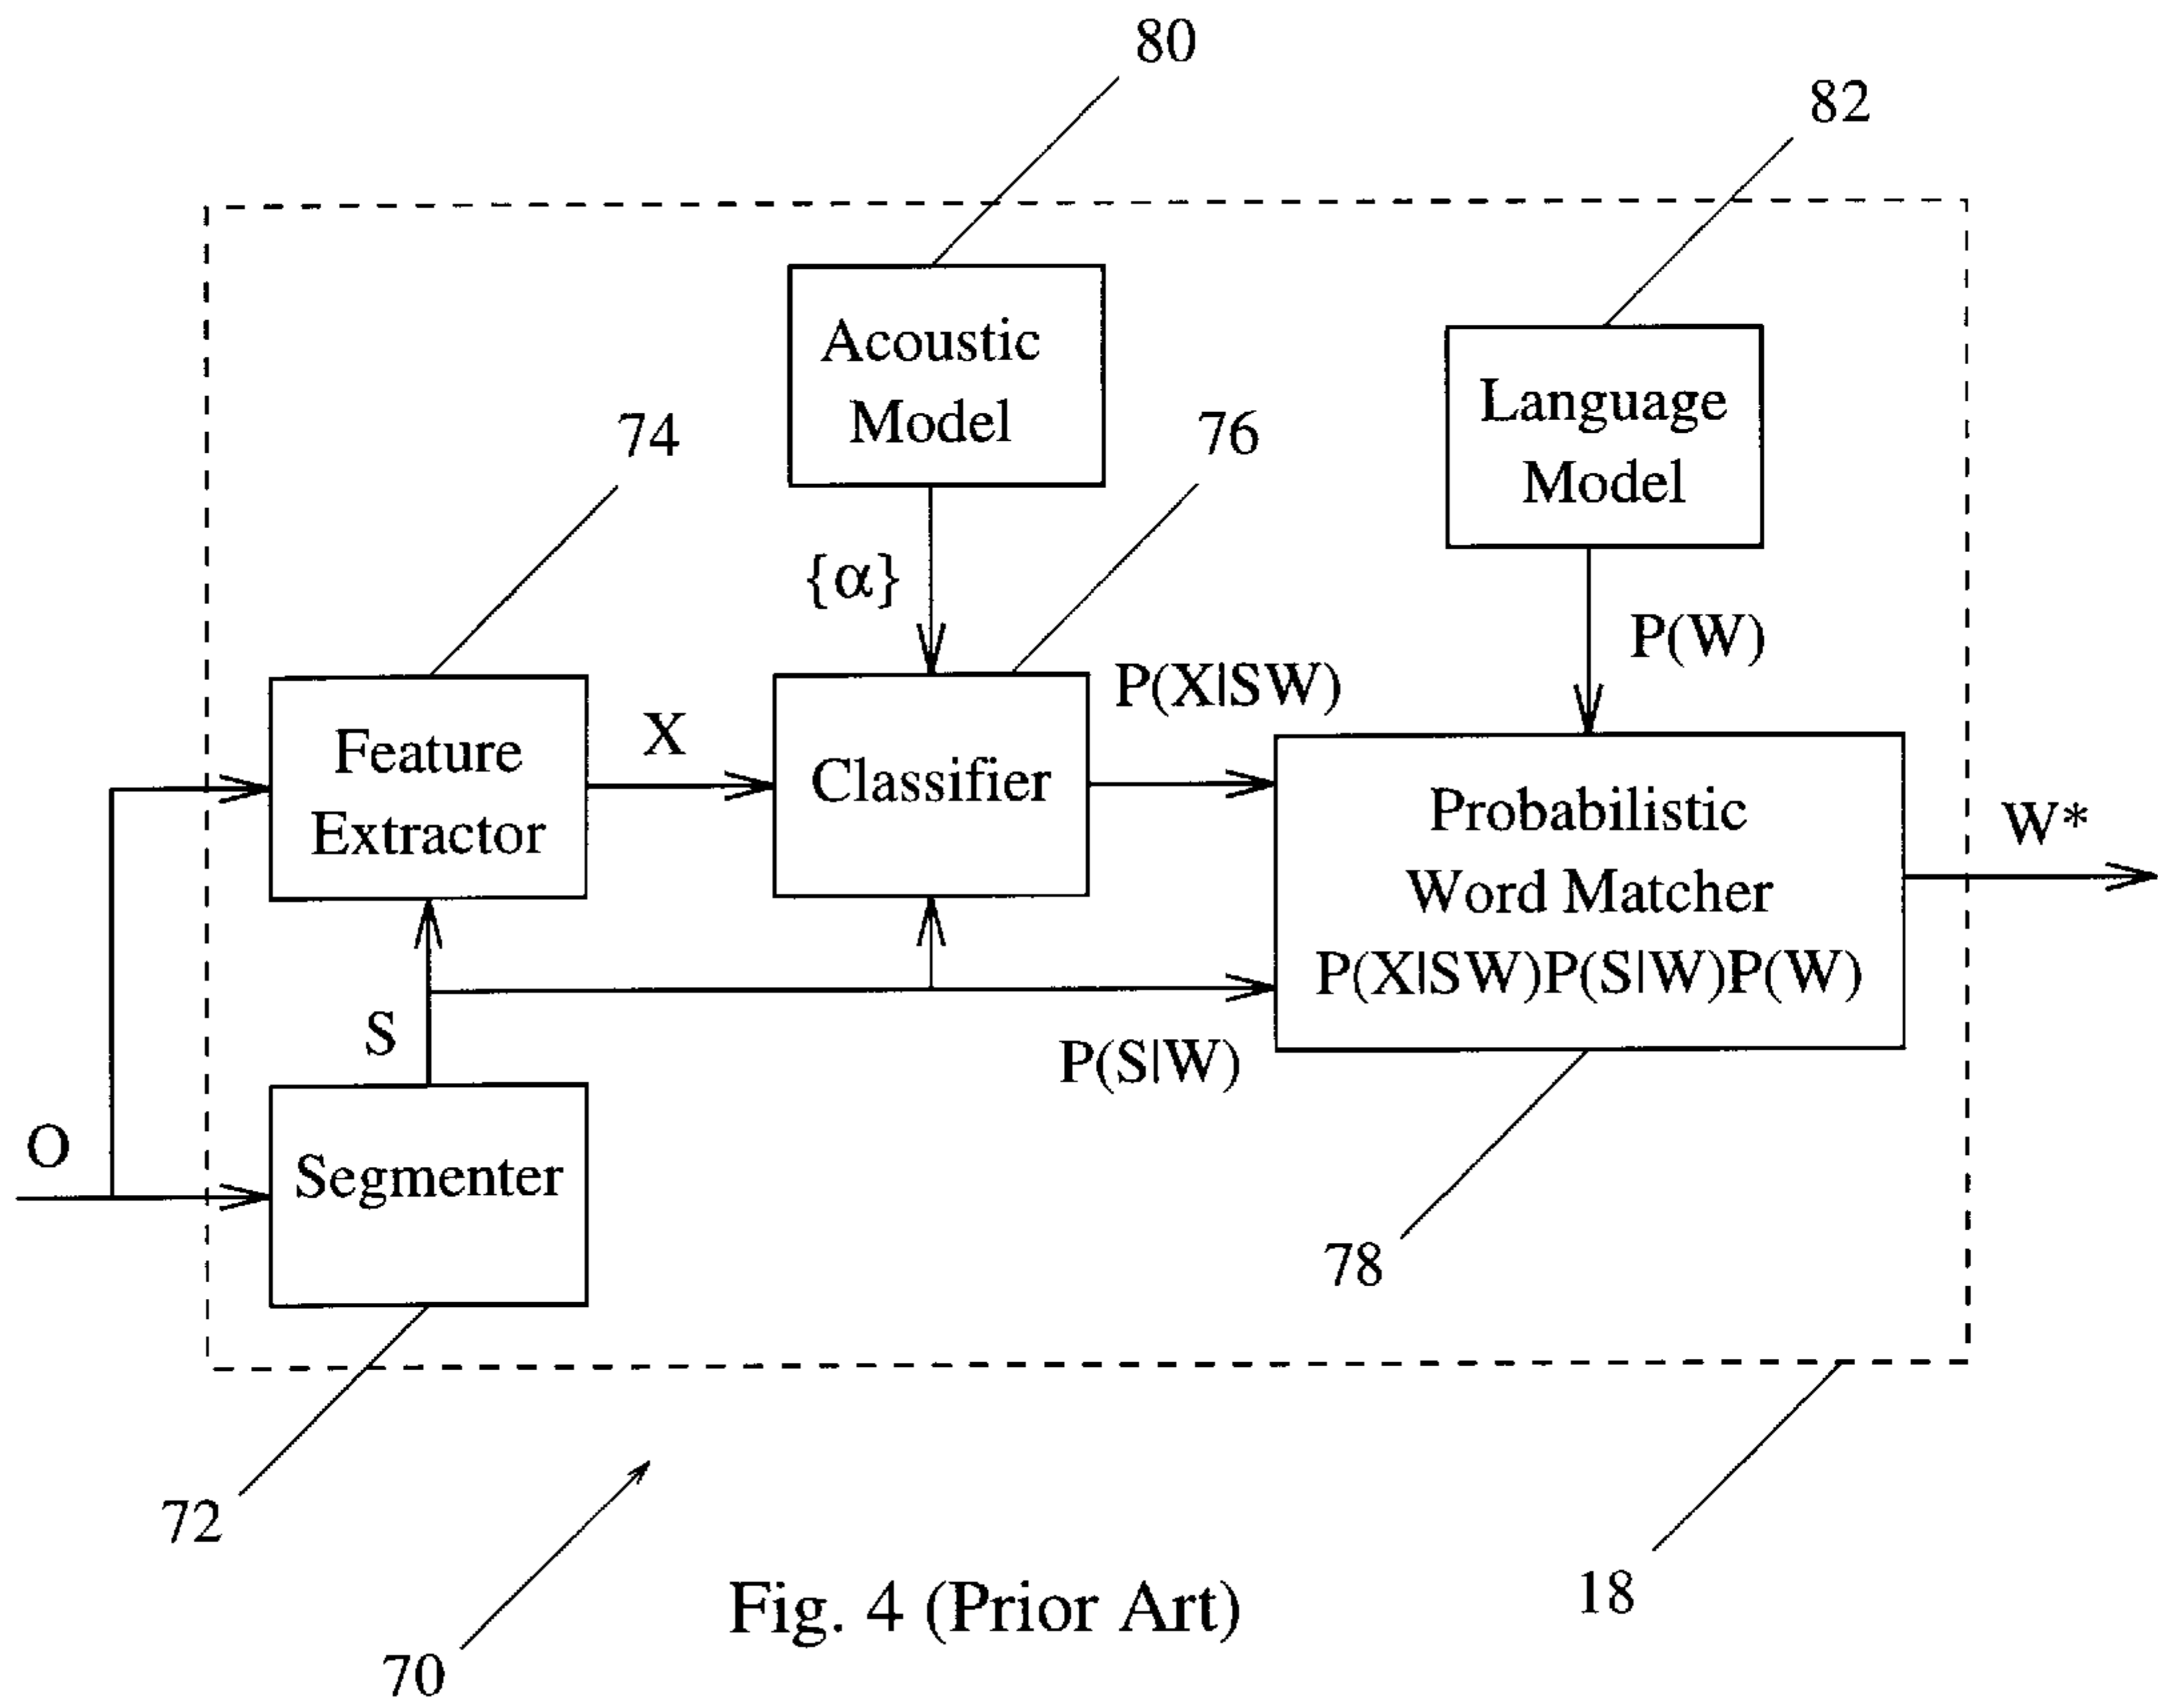 80
82
Acoustic
Model
74
76
Language
Model
{α}
P(W)
P(X|SW)
X
Feature
Extractor
Classifier
Probabilistic
Word Matcher
P(X|SW)P(S|W)P(W)
W*
S
P(S|W)
O
Segmenter
78
72
18
Fig. 4 (Prior Art)
70